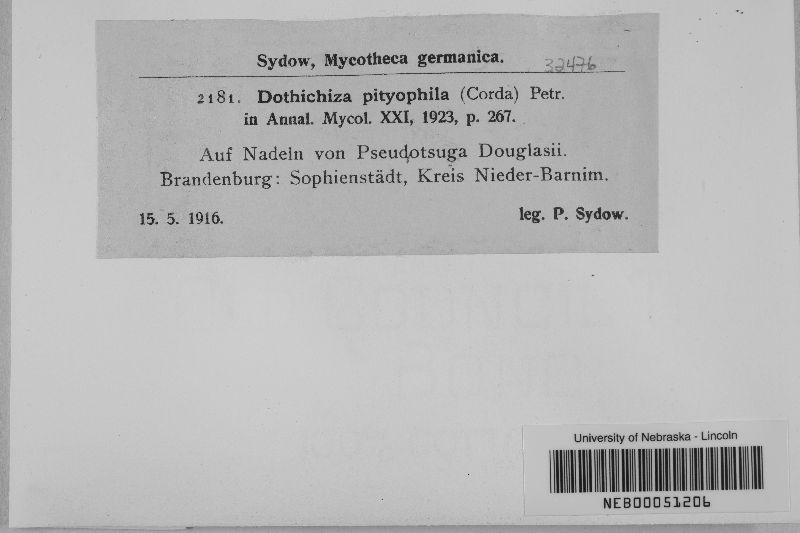 Sydow, Mycotheca germanica.
32476
2181. Dothichiza pityophila (Corda) Petr.
in Annal. Mycol. XXI, 1923, p. 267.
Auf Nadeln von Pseudotsuga Douglasii.
Brandenburg: Sophienstädt, Kreis Nieder-Barnim.
15. 5. 1916. leg. P. Sydow.
University of Nebraska - Lincoln
NEB00051206